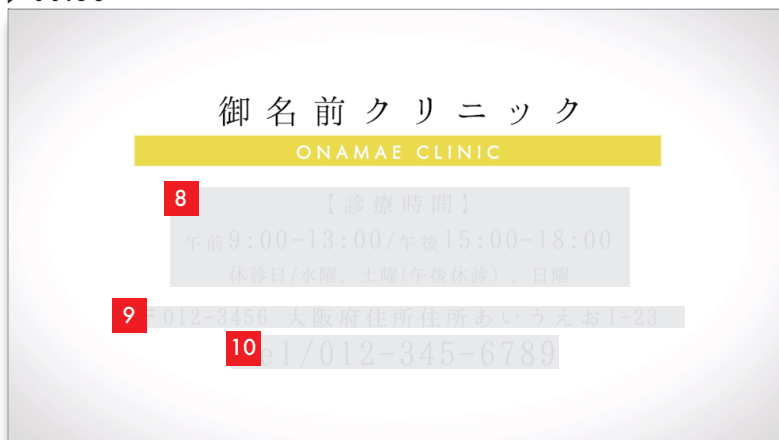 御名前クリニック
ONAMAE CLINIC
8
【診療時間】
午前9:00-13:00/午後15:00-18:00
休診日/水曜、土曜(午後休診)、日曜
9
〒012-3456 大阪府住所住所あいうえお1-23
10
el/012-345-6789